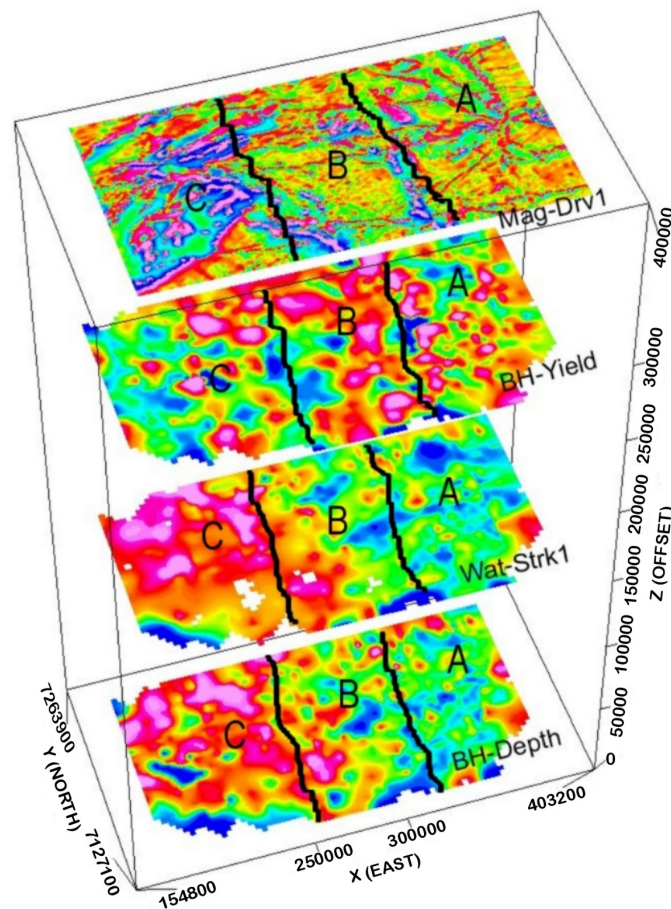 A
B
C
Mag-Drv1
A
B
C
BH-Yield
A
B
C
Wat-Strk1
A
B
C
BH-Depth
400000
300000
250000
200000
150000
100000
50000
0
Z (OFFSET)
7263900
Y (NORTH)
7127100
154800
250000
300000
403200
X (EAST)